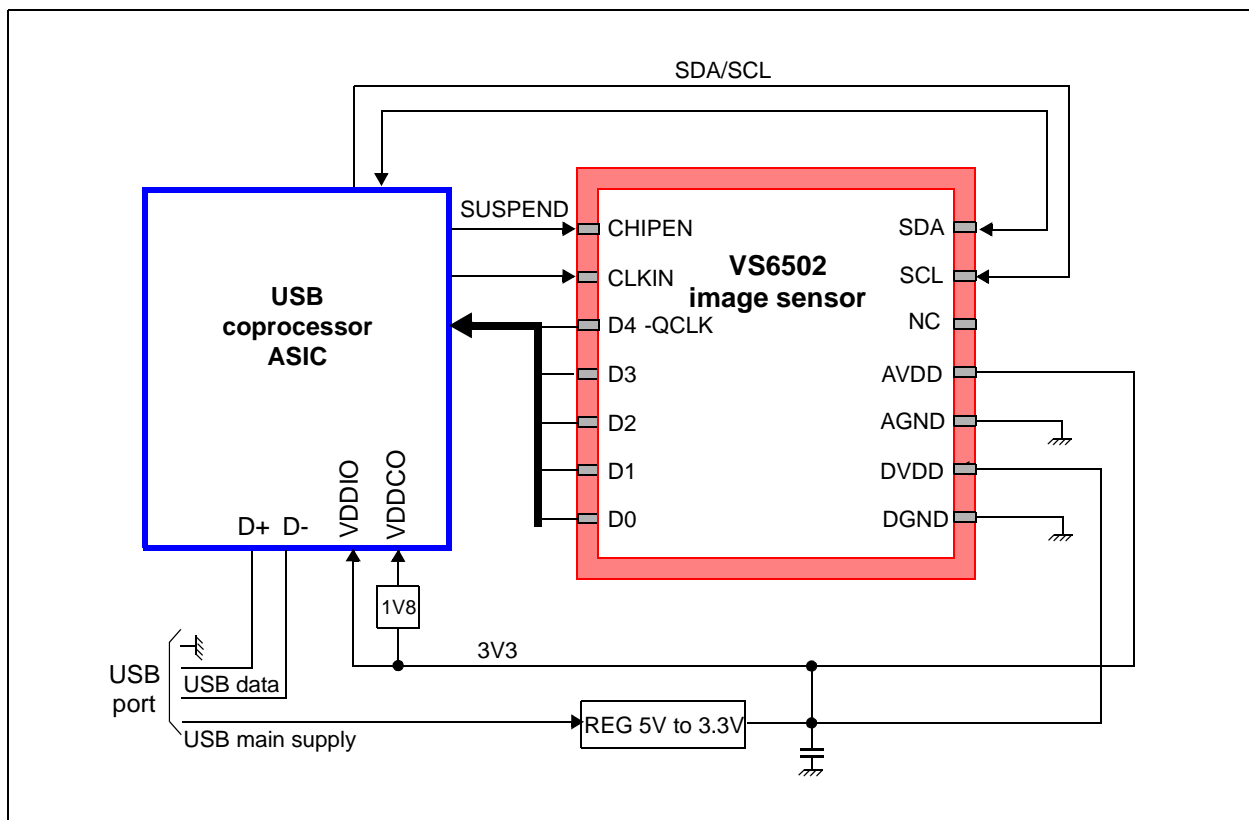 SDA/SCL
SUSPEND
USB
coprocessor
ASIC
VS6502
image sensor
CHIPEN
CLKIN
D4 -QCLK
D3
D2
D1
D0
SDA
SCL
NC
AVDD
AGND
DVDD
DGND
D+ D-
VDDIO
VDDCO
1V8
3V3
USB
port
USB data
USB main supply
REG 5V to 3.3V